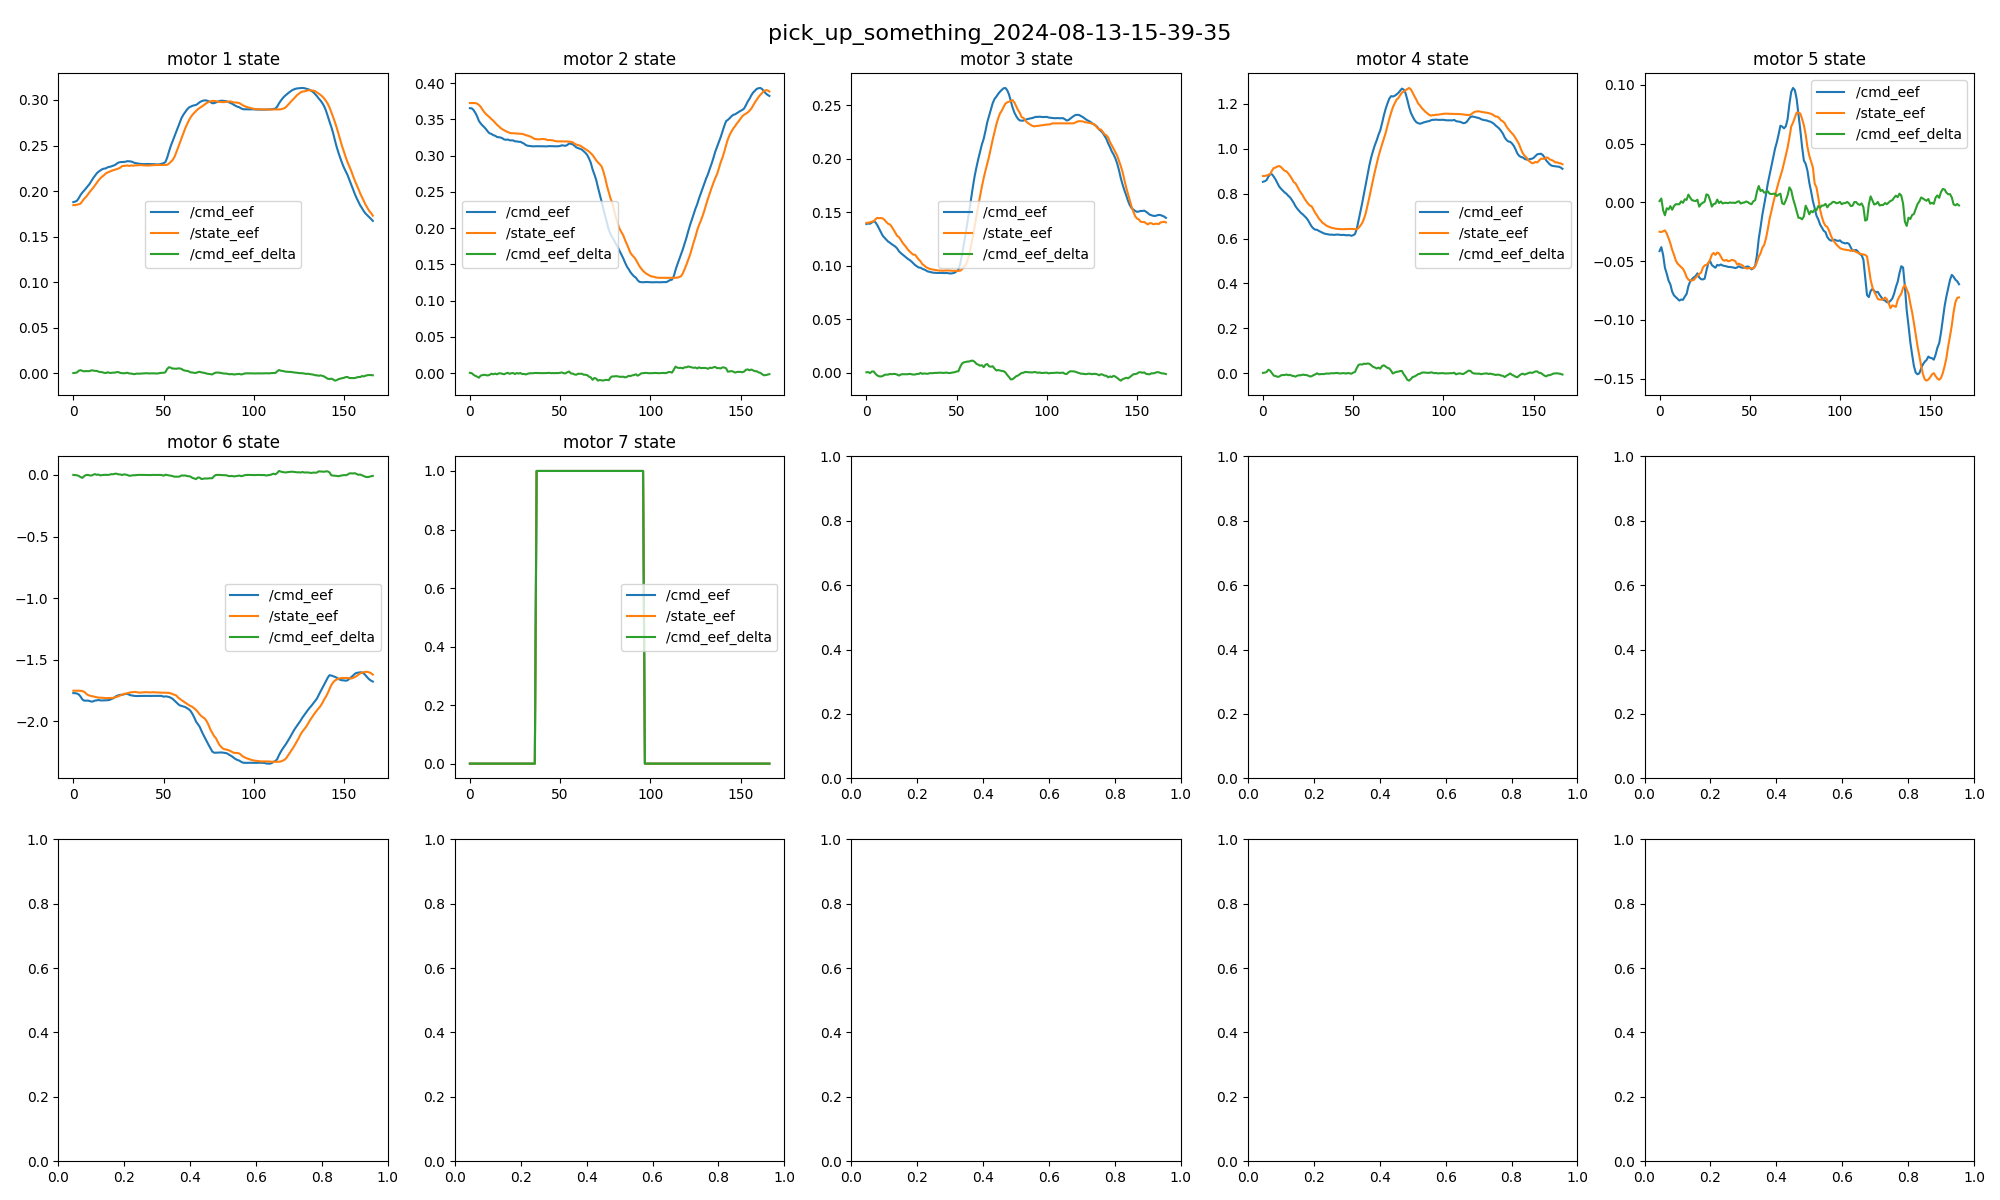 pick_up_something_2024-08-13-15-39-35
motor 1 state
0.30
0.25
0.20
0.15
0.10
0.05
0.00
0 50 100 150
/cmd_eef
/state_eef
/cmd_eef_delta
motor 2 state
0.40
0.35
0.30
0.25
0.20
0.15
0.10
0.05
0.00
0 50 100 150
/cmd_eef
/state_eef
/cmd_eef_delta
motor 3 state
0.25
0.20
0.15
0.10
0.05
0.00
0 50 100 150
/cmd_eef
/state_eef
/cmd_eef_delta
motor 4 state
1.2
1.0
0.8
0.6
0.4
0.2
0.0
0 50 100 150
/cmd_eef
/state_eef
/cmd_eef_delta
motor 5 state
0.10
0.05
0.00
−0.05
−0.10
−0.15
0 50 100 150
/cmd_eef
/state_eef
/cmd_eef_delta
motor 6 state
0.0
−0.5
−1.0
−1.5
−2.0
0 50 100 150
/cmd_eef
/state_eef
/cmd_eef_delta
motor 7 state
1.0
0.8
0.6
0.4
0.2
0.0
0 50 100 150
/cmd_eef
/state_eef
/cmd_eef_delta
1.0
0.8
0.6
0.4
0.2
0.0
0.0 0.2 0.4 0.6 0.8 1.0
1.0
0.8
0.6
0.4
0.2
0.0
0.0 0.2 0.4 0.6 0.8 1.0
1.0
0.8
0.6
0.4
0.2
0.0
0.0 0.2 0.4 0.6 0.8 1.0
1.0
0.8
0.6
0.4
0.2
0.0
0.0 0.2 0.4 0.6 0.8 1.0
1.0
0.8
0.6
0.4
0.2
0.0
0.0 0.2 0.4 0.6 0.8 1.0
1.0
0.8
0.6
0.4
0.2
0.0
0.0 0.2 0.4 0.6 0.8 1.0
1.0
0.8
0.6
0.4
0.2
0.0
0.0 0.2 0.4 0.6 0.8 1.0
1.0
0.8
0.6
0.4
0.2
0.0
0.0 0.2 0.4 0.6 0.8 1.0